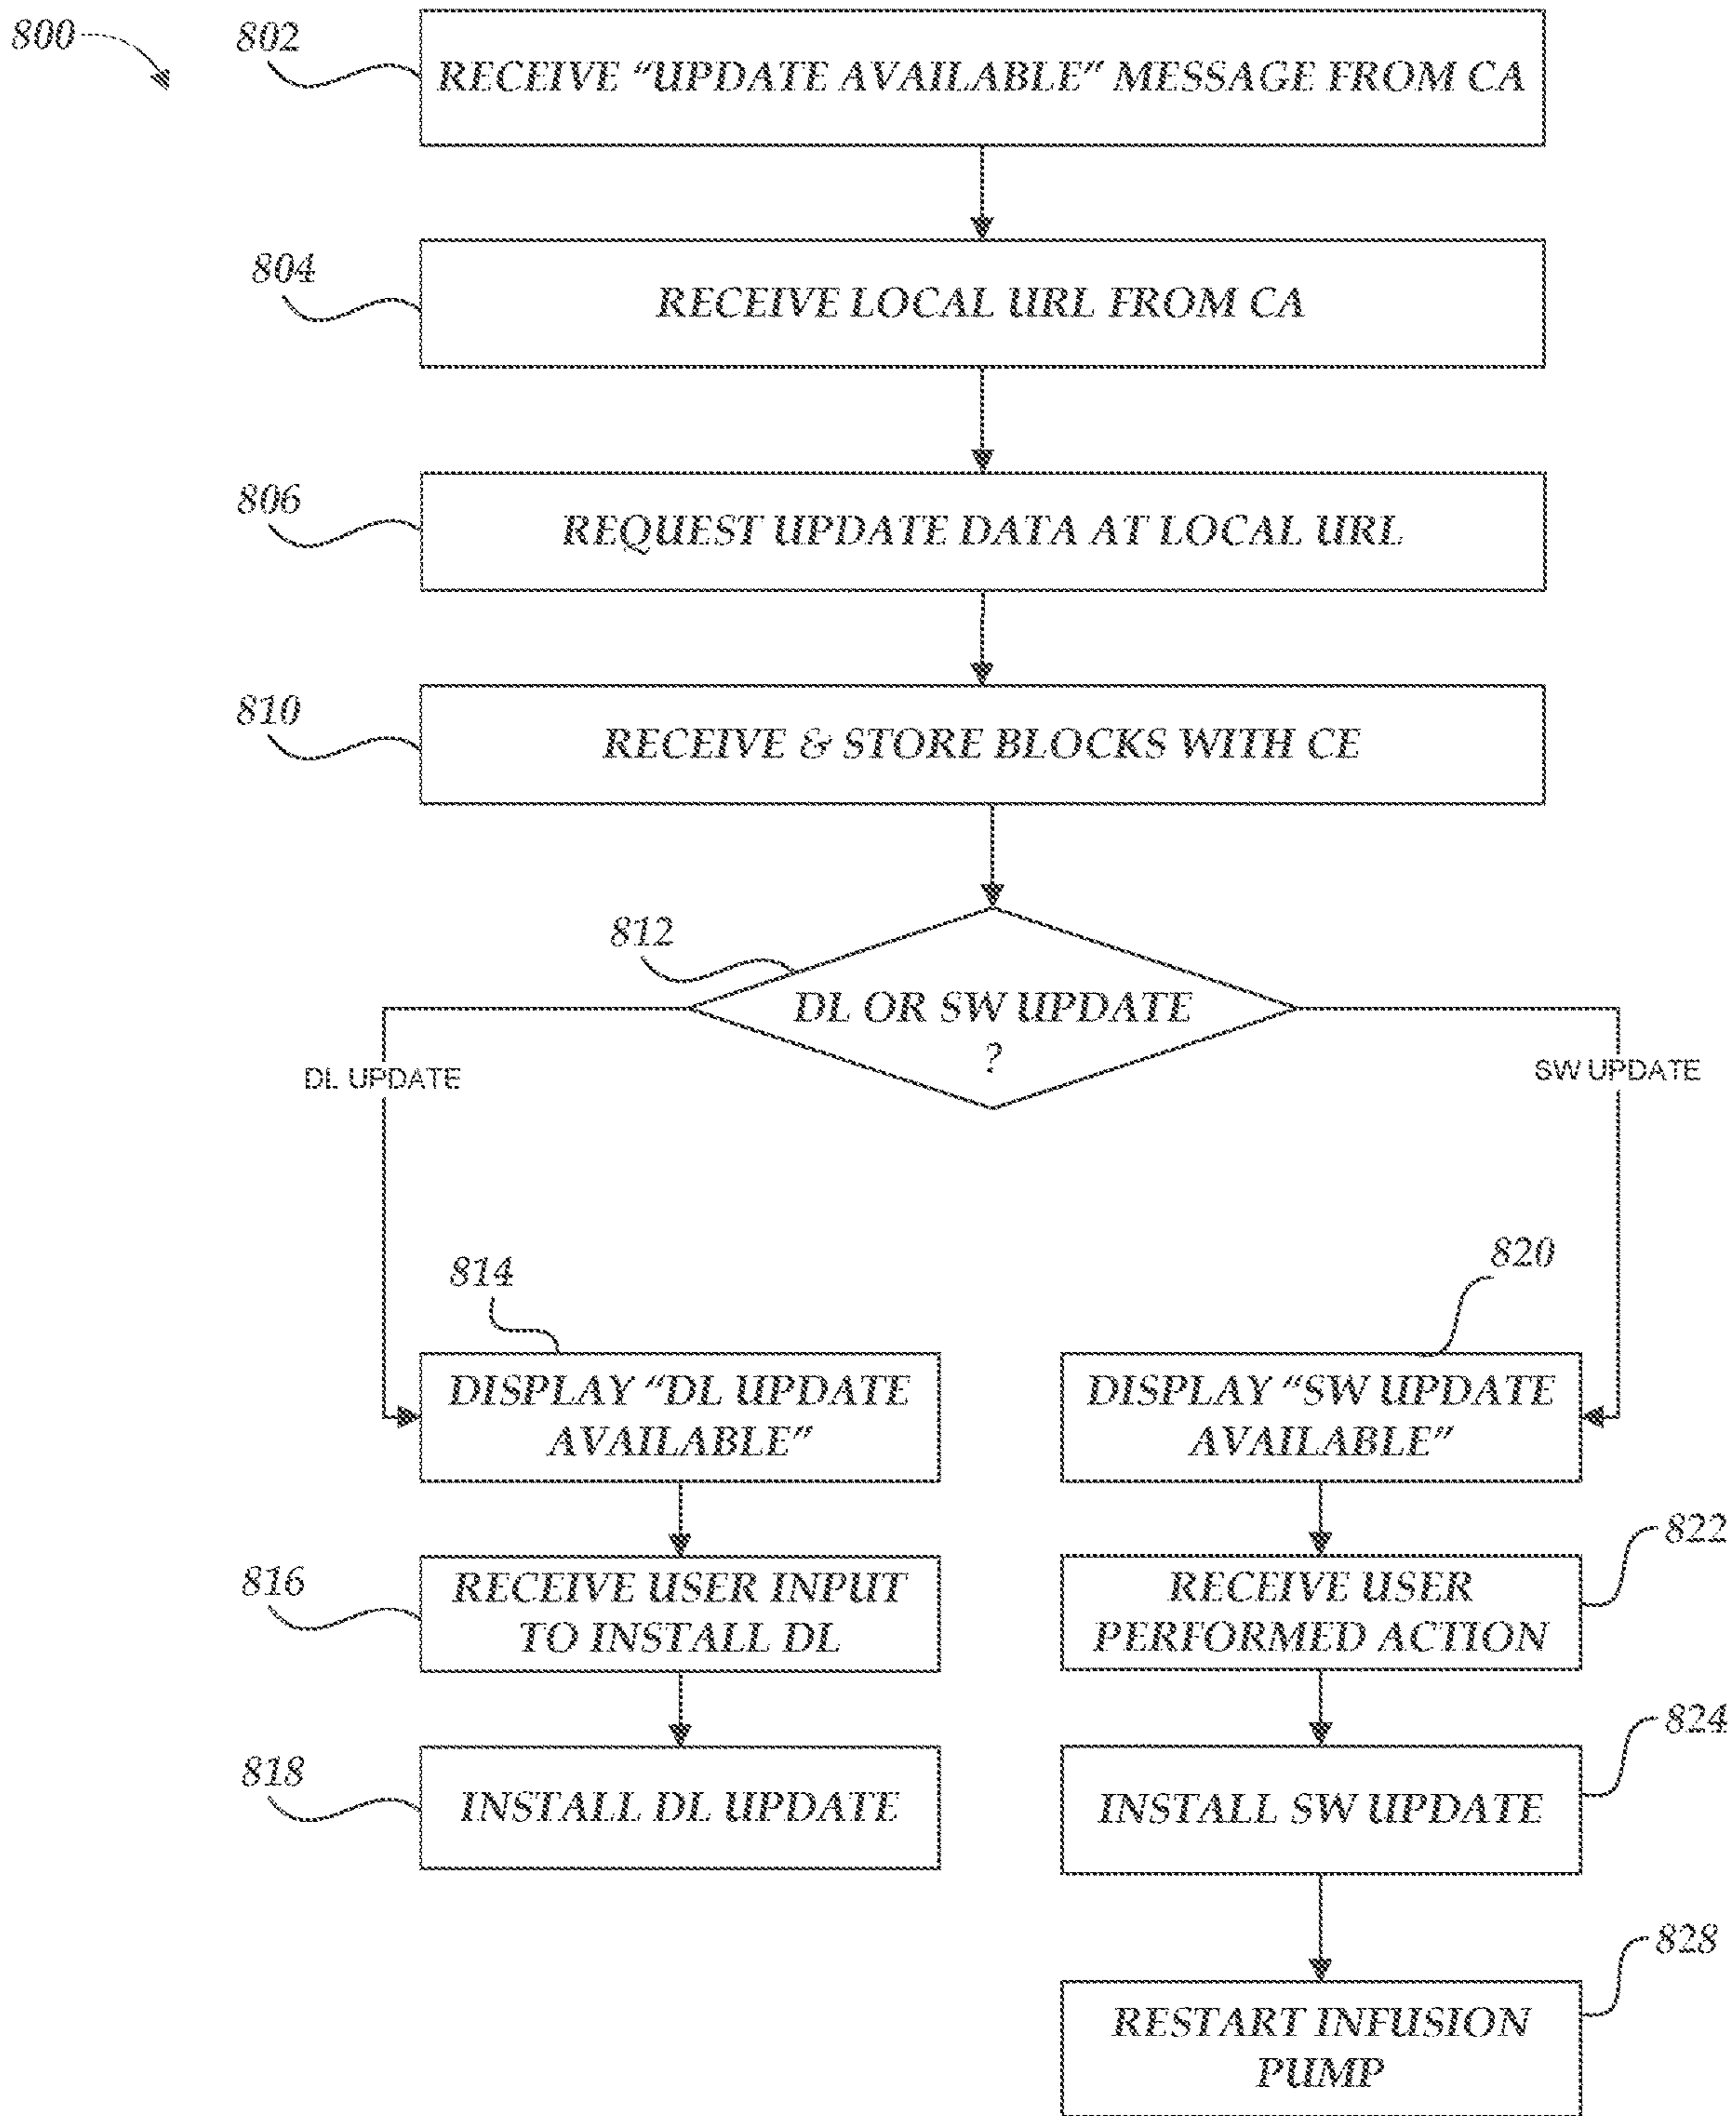 800
802
RECEIVE “UPDATE AVAILABLE” MESSAGE FROM CA
804
RECEIVE LOCAL URL FROM CA
806
REQUEST UPDATE DATA AT LOCAL URL
810
RECEIVE & STORE BLOCKS WITH CE
812
DL OR SW UPDATE
?
DL UPDATE
SW UPDATE
814
DISPLAY “DL UPDATE
AVAILABLE”
816
RECEIVE USER INPUT
TO INSTALL DL
818
INSTALL DL UPDATE
820
DISPLAY “SW UPDATE
AVAILABLE”
822
RECEIVE USER
PERFORMED ACTION
824
INSTALL SW UPDATE
828
RESTART INFUSION
PUMP